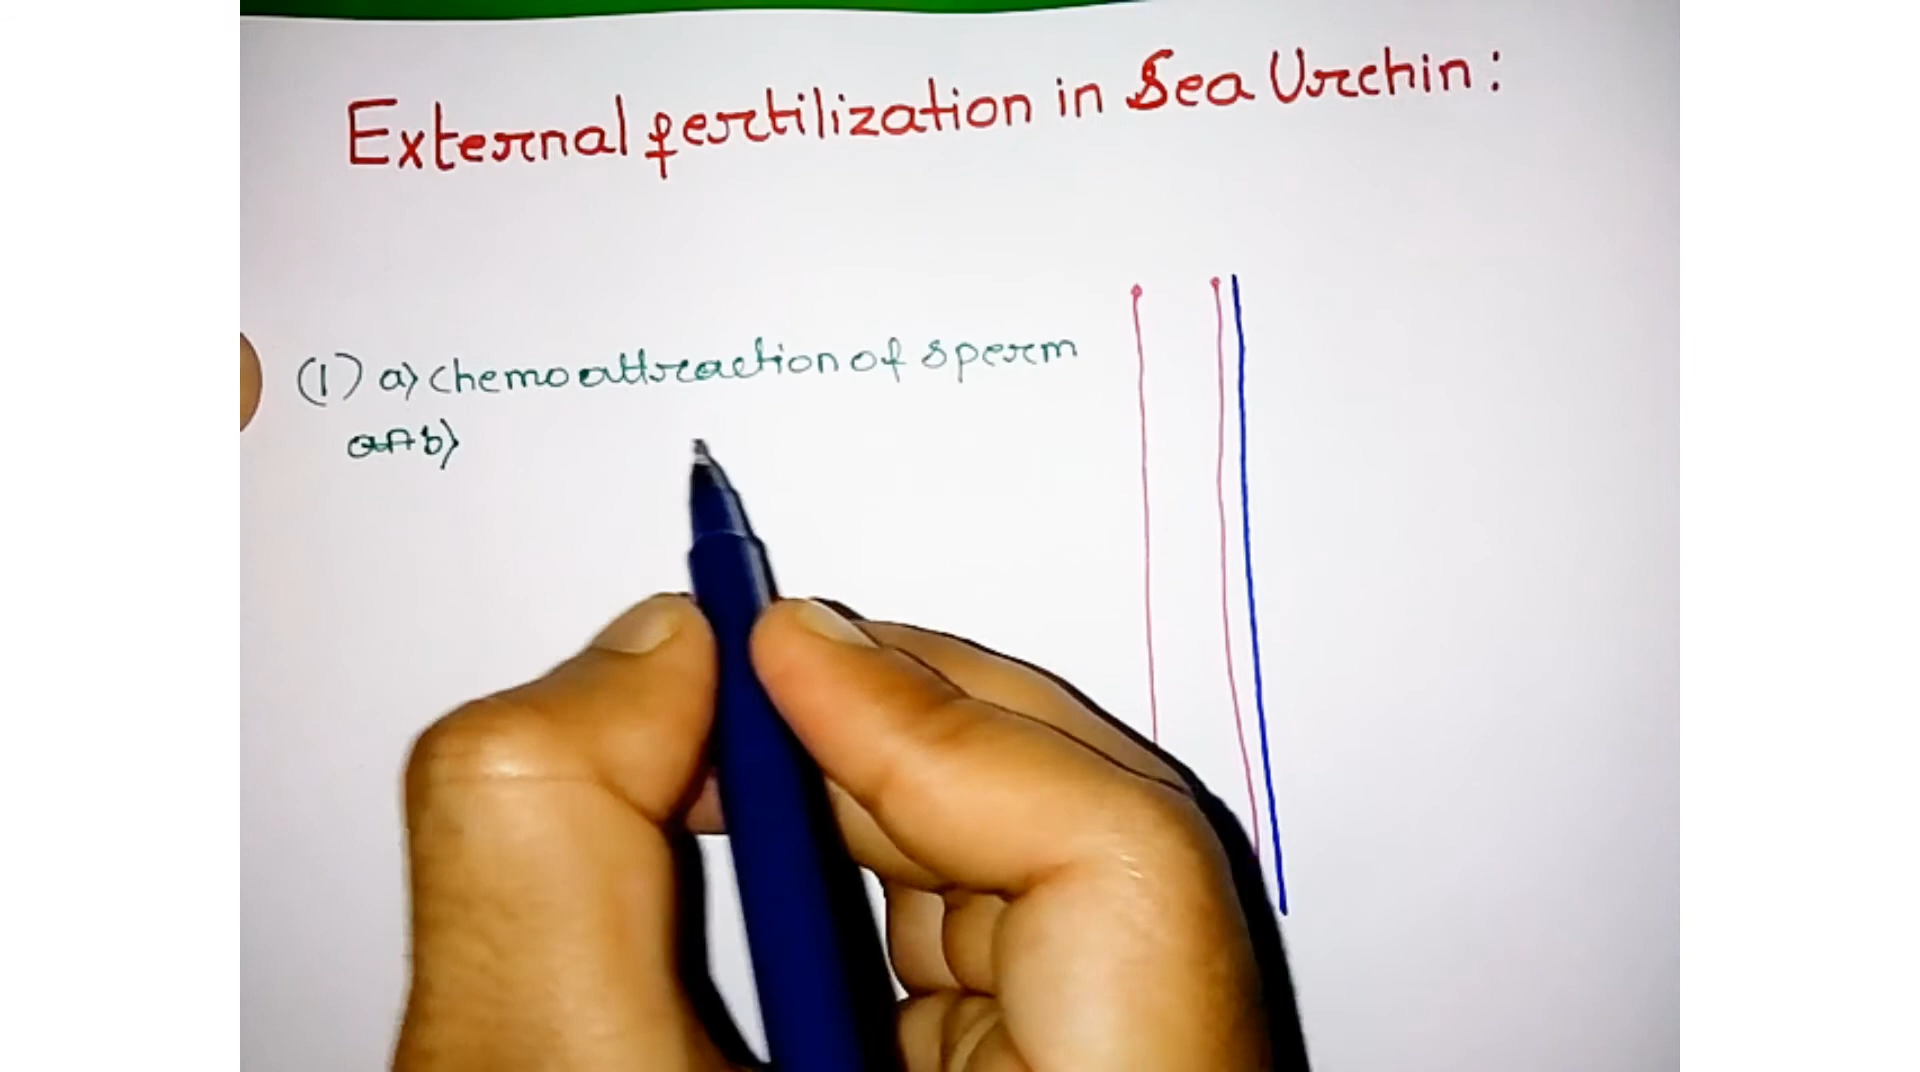 External fertilization in Sea Urchin:
(1) a) Chemoattraction of sperm
b)